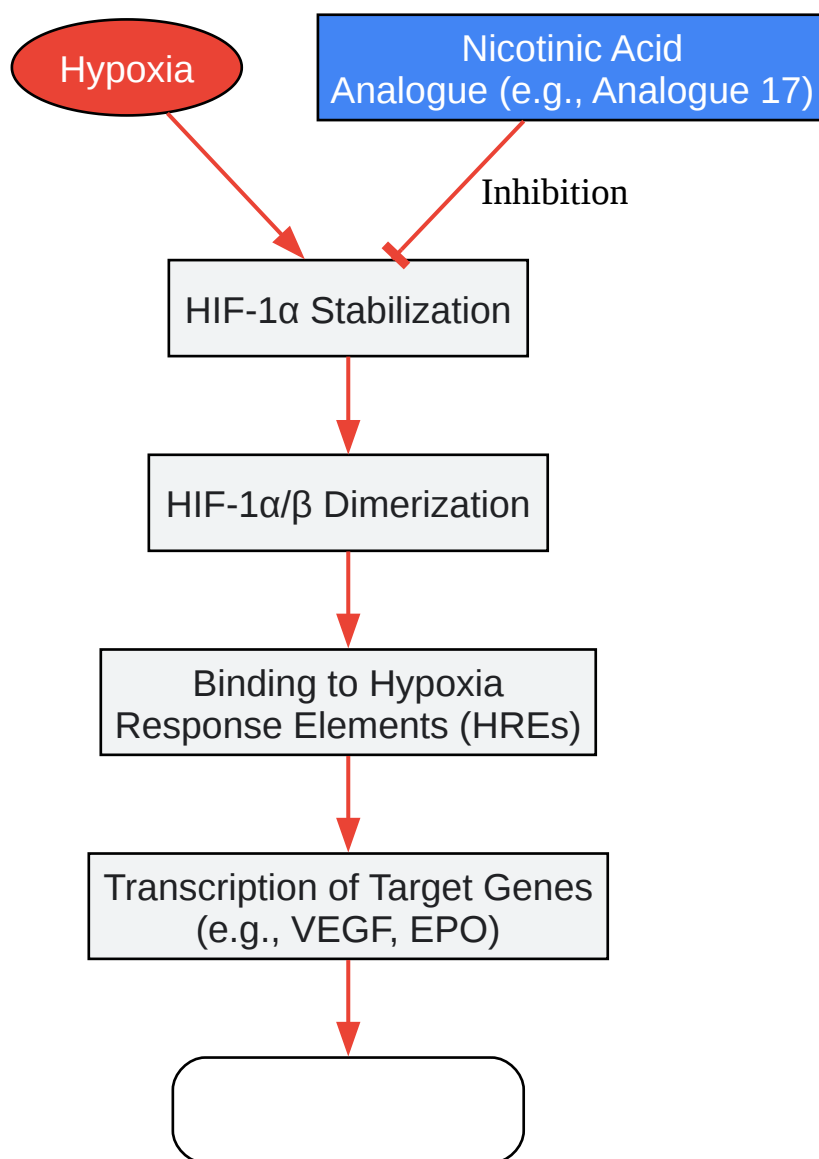 Hypoxia
Nicotinic Acid
Analogue (e.g., Analogue 17)
Inhibition
HIF-1α Stabilization
HIF-1α/β Dimerization
Binding to Hypoxia
Response Elements (HREs)
Transcription of Target Genes
(e.g., VEGF, EPO)